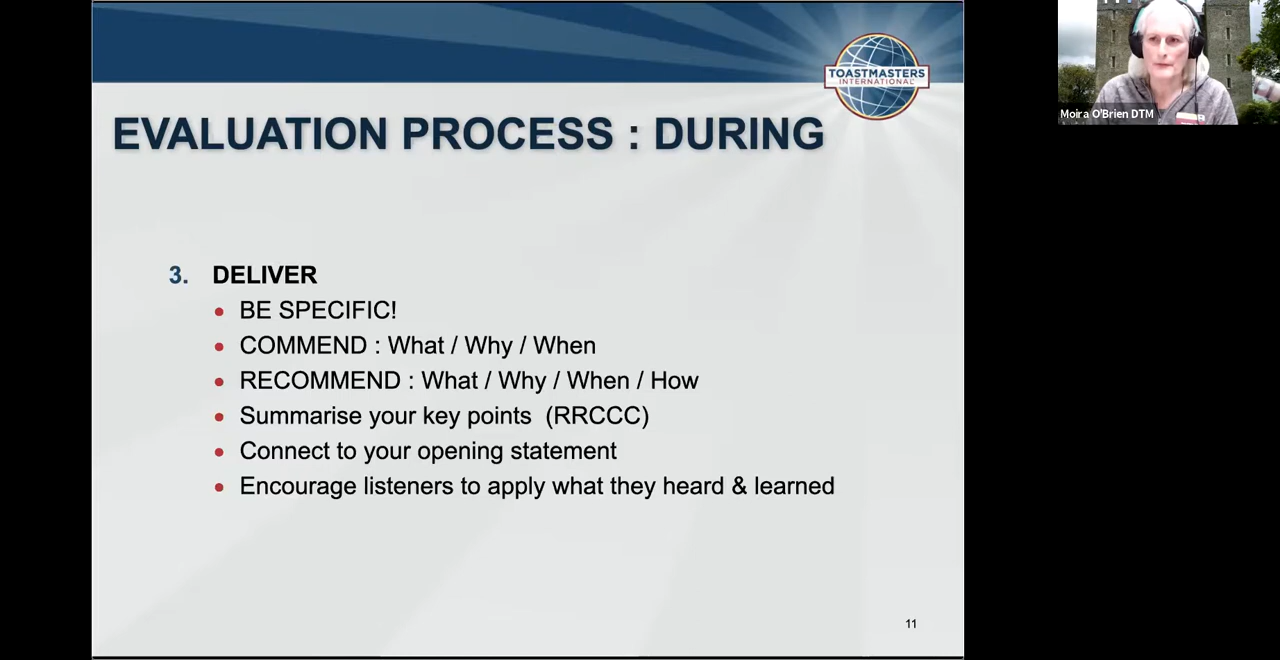 TOASTMASTERS
INTERNATIONAL
EVALUATION PROCESS : DURING
3. DELIVER
• BE SPECIFIC!
• COMMEND : What / Why / When
• RECOMMEND : What / Why / When / How
• Summarise your key points (RRCCC)
• Connect to your opening statement
• Encourage listeners to apply what they heard & learned
11
Moira O'Brien DTM